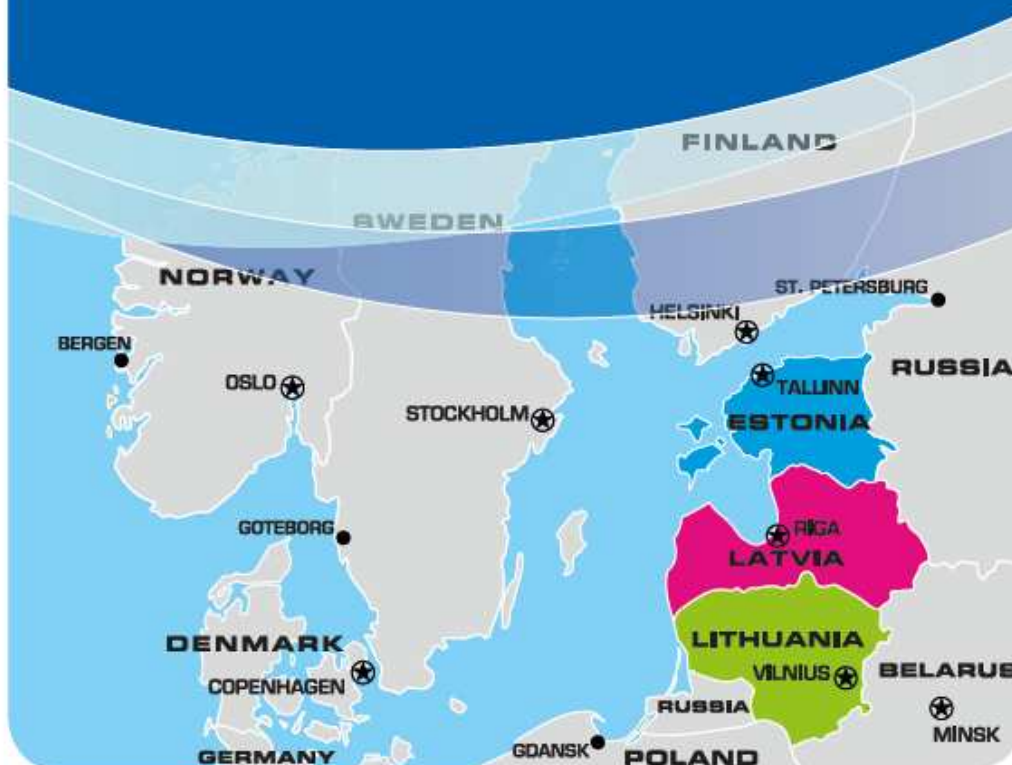 FINLAND
SWEDEN
NORWAY
ST. PETERSBURG
HELSINKI
BERGEN
RUSSIA
OSLO
TALLINN
STOCKHOLM
ESTONIA
GOTEBORG
RIGA
LATVIA
DENMARK
LITHUANIA
VILNIUS
BELARUS
COPENHAGEN
RUSSIA
MINSK
GERMANY
GDANSK
POLAND